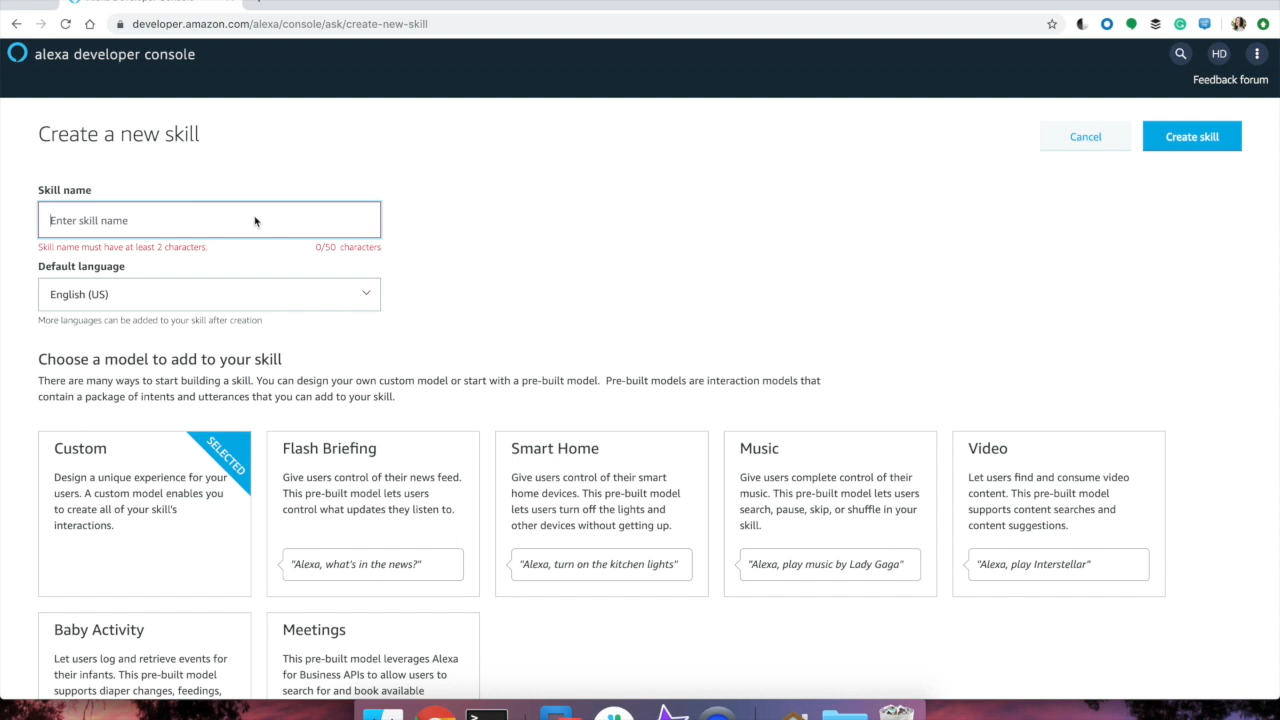 developer.amazon.com/alexa/console/ask/create-new-skill
alexa developer console
HD
Feedback forum
Create a new skill
Cancel
Create skill
Skill name
Enter skill name
Skill name must have at least 2 characters.
0/50 characters
Default language
English (US)
More languages can be added to your skill after creation
Choose a model to add to your skill
There are many ways to start building a skill. You can design your own custom model or start with a pre-built model. Pre-built models are interaction models that
contain a package of intents and utterances that you can add to your skill.
Custom
SELECTED
Design a unique experience for your
users. A custom model enables you
to create all of your skill's
interactions.
Flash Briefing
Give users control of their news feed.
This pre-built model lets users
control what updates they listen to.
"Alexa, what's in the news?"
Smart Home
Give users control of their smart
home devices. This pre-built model
lets users turn off the lights and
other devices without getting up.
"Alexa, turn on the kitchen lights"
Music
Give users complete control of their
music. This pre-built model lets users
search, pause, skip, or shuffle in your
skill.
"Alexa, play music by Lady Gaga"
Video
Let users find and consume video
content. This pre-built model
supports content searches and
content suggestions.
"Alexa, play Interstellar"
Baby Activity
Let users log and retrieve events for
their infants. This pre-built model
supports diaper changes, feedings,
Meetings
This pre-built model leverages Alexa
for Business APIs to allow users to
search for and book available